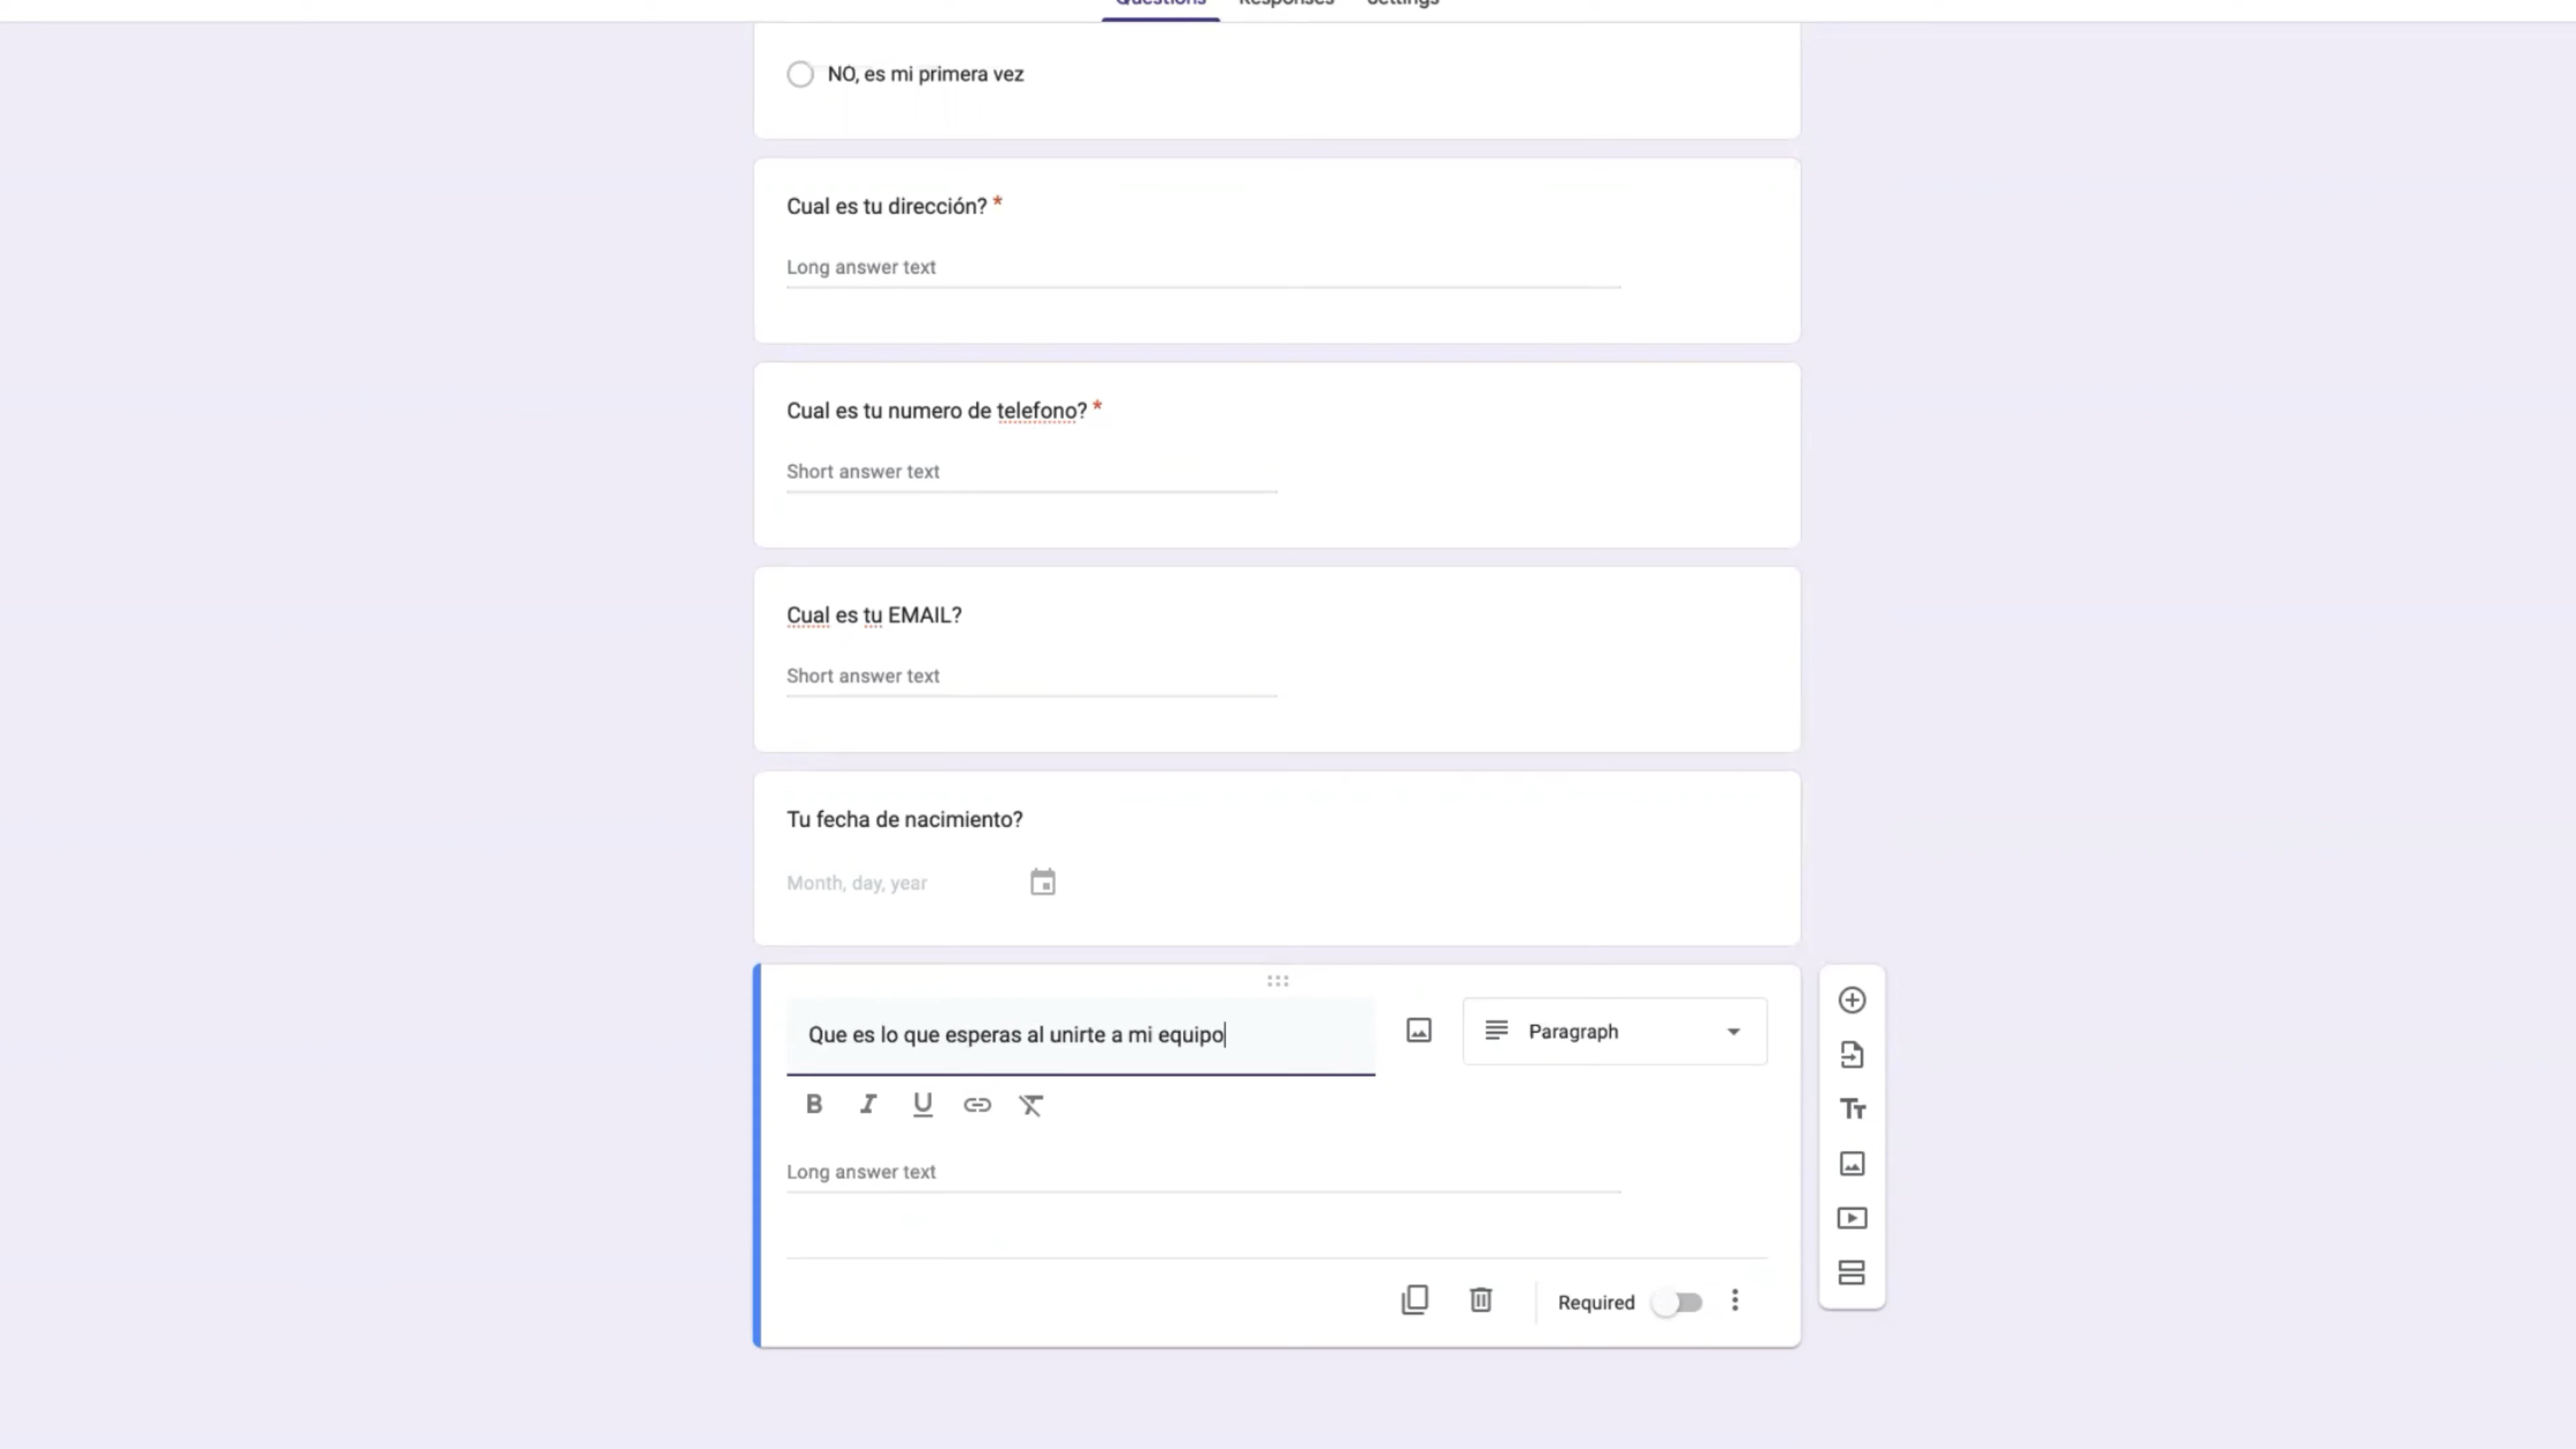 Questions Responses Settings
NO, es mi primera vez
Cual es tu dirección? *
Long answer text
Cual es tu numero de telefono? *
Short answer text
Cual es tu EMAIL?
Short answer text
Tu fecha de nacimiento?
Month, day, year
Que es lo que esperas al unirte a mi equipo
Paragraph
B I U
Long answer text
Required